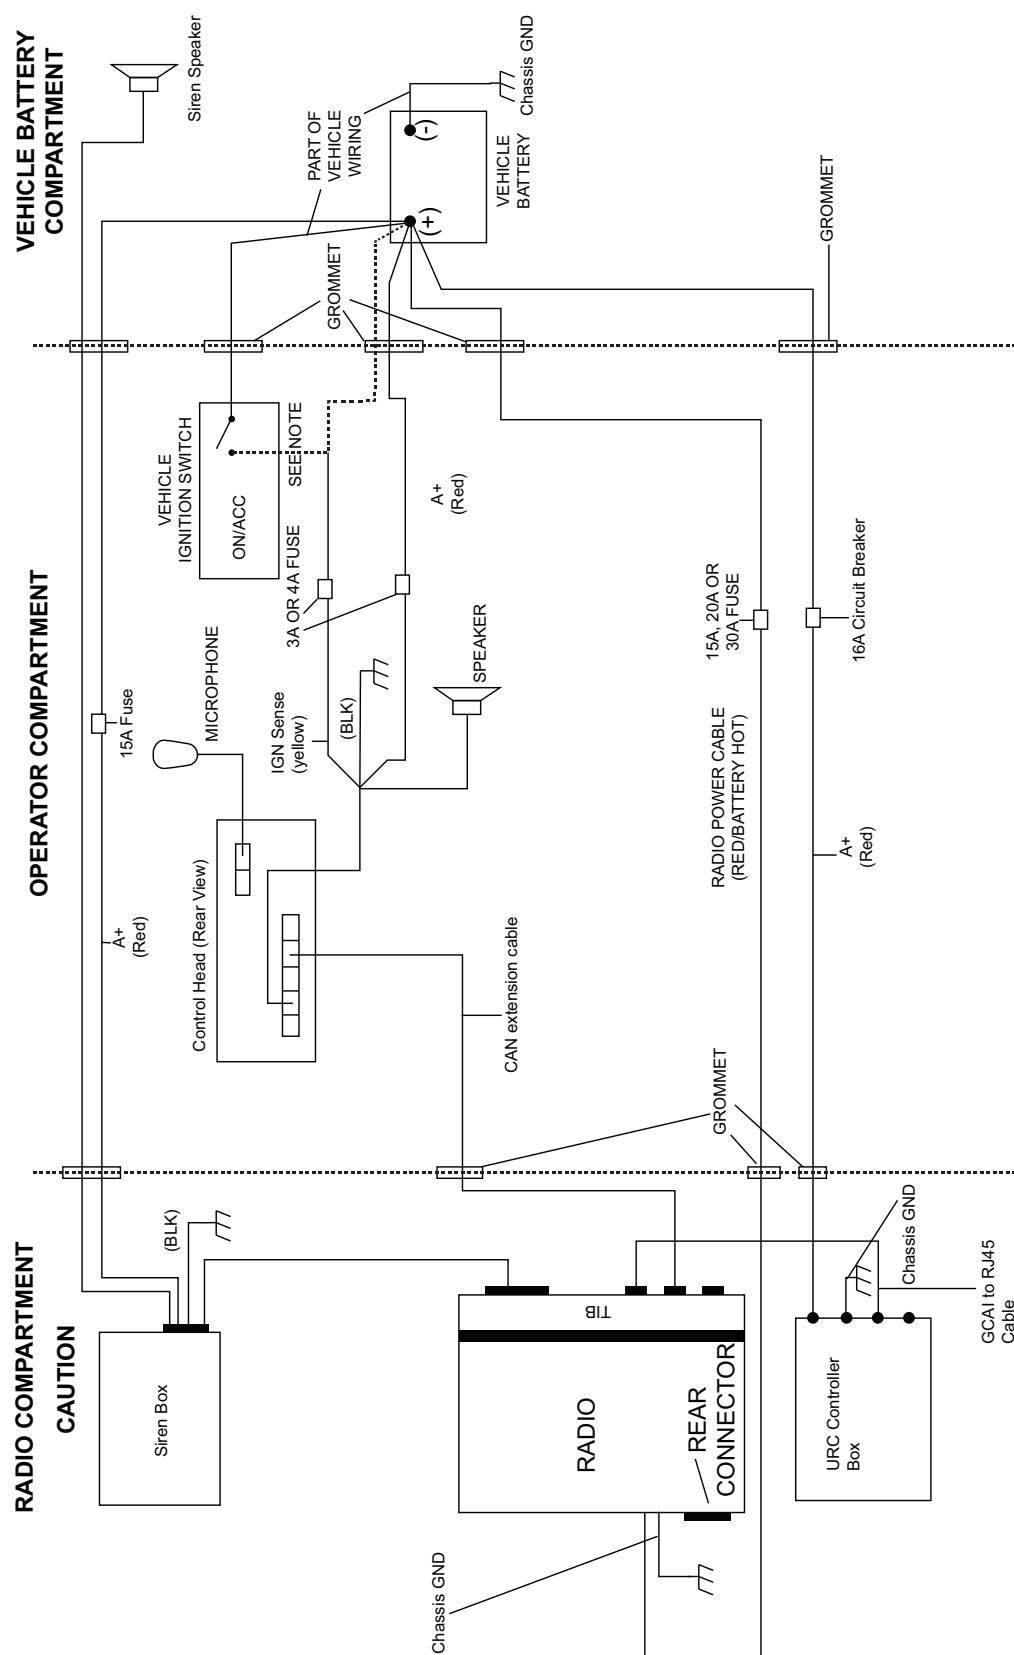 RADIO COMPARTMENT
CAUTION
OPERATOR COMPARTMENT
VEHICLE BATTERY
COMPARTMENT
Siren Speaker
15A Fuse
A+
(Red)
Siren Box
(BLK)
MICROPHONE
Control Head (Rear View)
VEHICLE
IGNITION SWITCH
ON/ACC
SEE NOTE
3A OR 4A FUSE
IGN Sense
(yellow)
(BLK)
PART OF
VEHICLE
WIRING
GROMMET
(+)
(-)
VEHICLE
BATTERY
Chassis GND
A+
(Red)
SPEAKER
CAN extension cable
Chassis GND
RADIO
TIB
REAR
CONNECTOR
GROMMET
RADIO POWER CABLE
(RED/BATTERY HOT)
15A, 20A OR
30A FUSE
GROMMET
16A Circuit Breaker
A+
(Red)
URC Controller
Box
Chassis GND
GCAI to RJ45
Cable